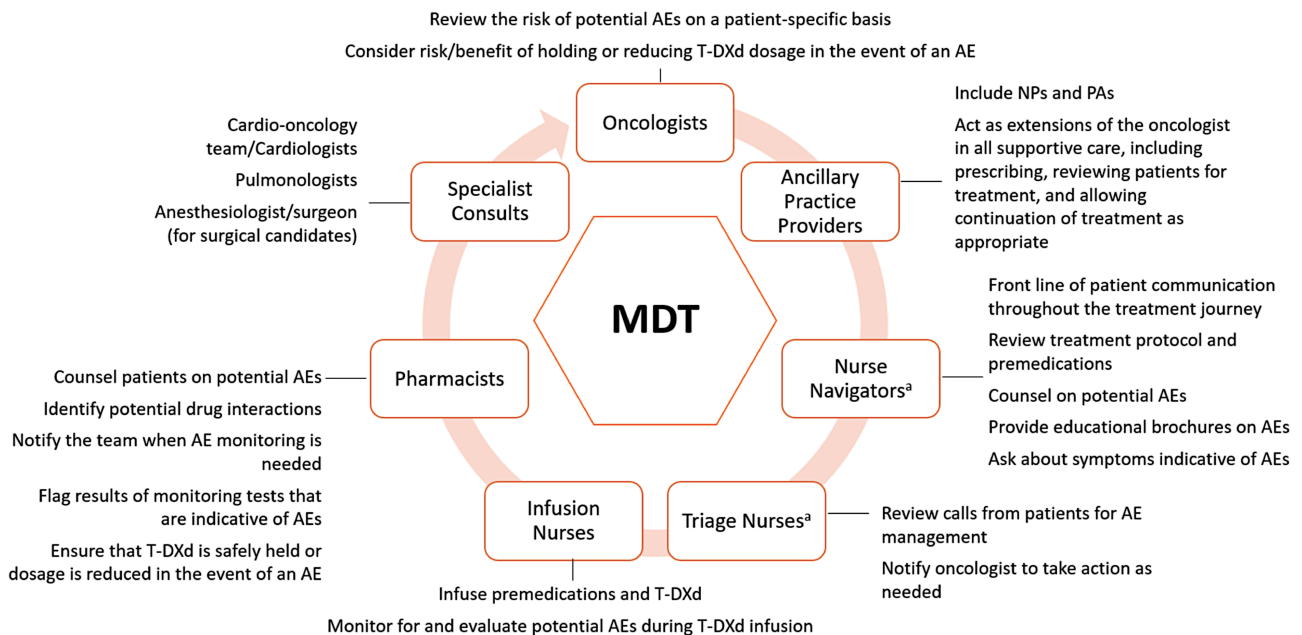 Review the risk of potential AEs on a patient-specific basis
Consider risk/benefit of holding or reducing T-DXd dosage in the event of an AE
Oncologists
Include NPs and PAs
Act as extensions of the oncologist
in all supportive care, including
prescribing, reviewing patients for
treatment, and allowing
continuation of treatment as
appropriate
Ancillary
Practice
Providers
Cardio-oncology
team/Cardiologists
Pulmonologists
Anesthesiologist/surgeon
(for surgical candidates)
Specialist
Consults
MDT
Front line of patient communication
throughout the treatment journey
Review treatment protocol and
premedications
Counsel on potential AEs
Provide educational brochures on AEs
Ask about symptoms indicative of AEs
Nurse
Navigatorsᵃ
Pharmacists
Counsel patients on potential AEs
Identify potential drug interactions
Notify the team when AE monitoring is
needed
Flag results of monitoring tests that
are indicative of AEs
Ensure that T-DXd is safely held or
dosage is reduced in the event of an AE
Infusion
Nurses
Infuse premedications and T-DXd
Monitor for and evaluate potential AEs during T-DXd infusion
Triage Nursesᵃ
Review calls from patients for AE
management
Notify oncologist to take action as
needed